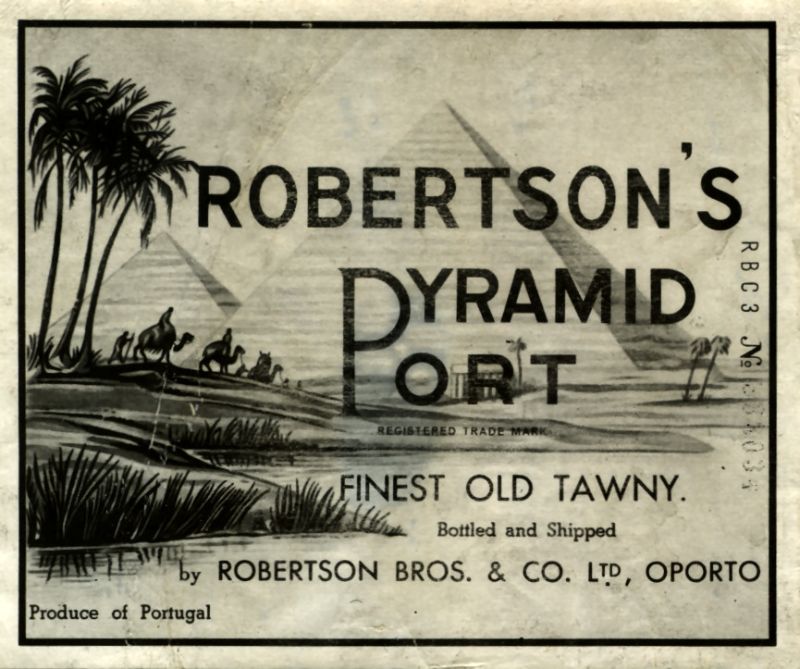 ROBERTSON'S
PYRAMID
PORT
REGISTERED TRADE MARK
FINEST OLD TAWNY.
Bottled and Shipped
by ROBERTSON BROS. & CO. LTD, OPORTO
Produce of Portugal
RBC3 No